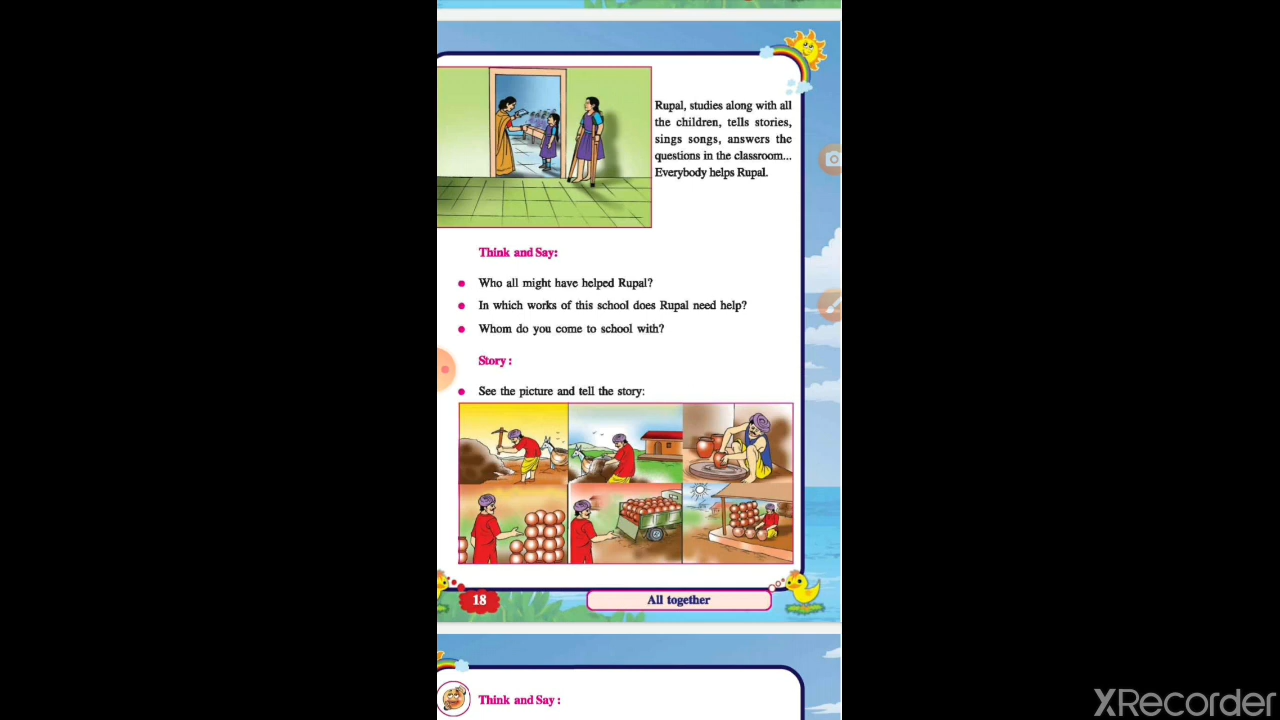 Rupal, studies along with all
the children, tells stories,
sings songs, answers the
questions in the classroom...
Everybody helps Rupal.
Think and Say:
Who all might have helped Rupal?
In which works of this school does Rupal need help?
Whom do you come to school with?
Story :
See the picture and tell the story:
18
All together
Think and Say :
XRecorder